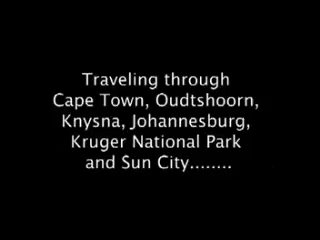 Traveling through
Cape Town, Oudtshoorn,
Knysna, Johannesburg,
Kruger National Park
and Sun City........